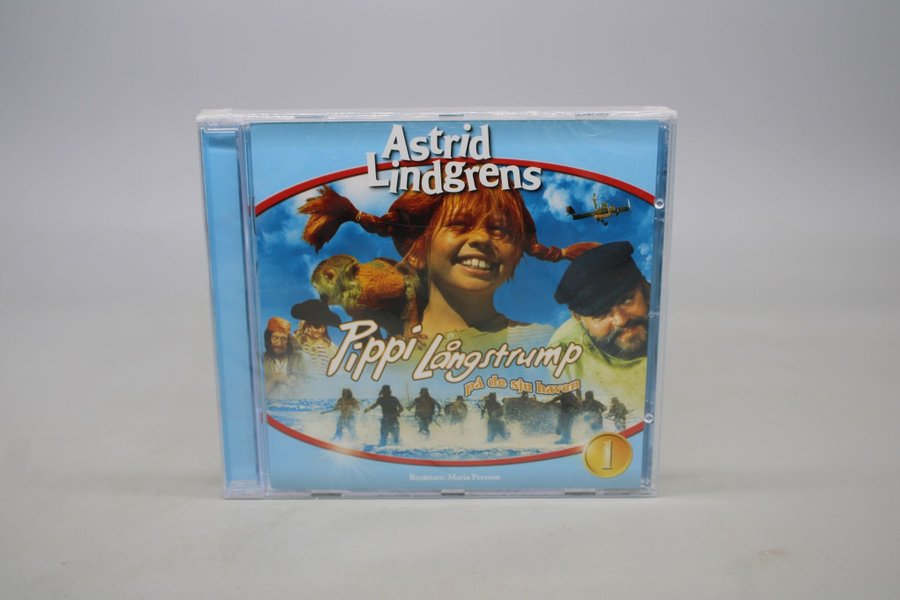 Astrid
Lindgrens
Pippi Långstrump
på de sju haven
1
Berättare: Maria Persson